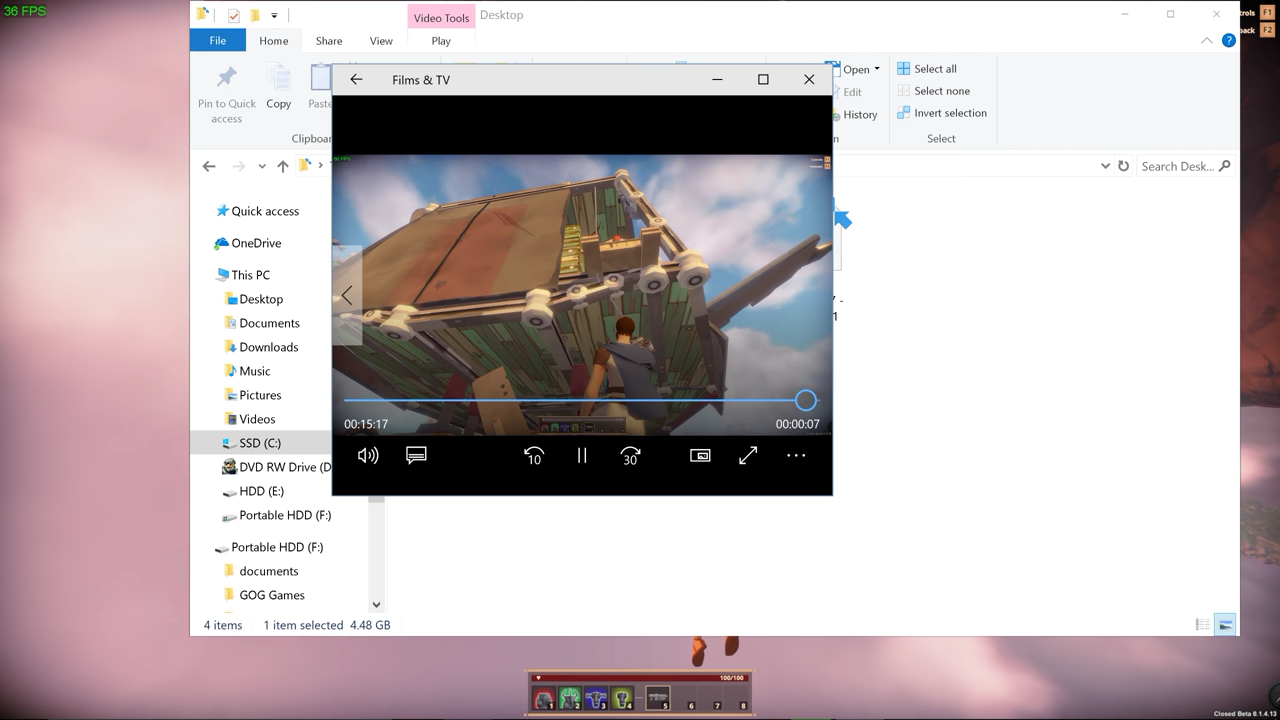 36 FPS
Video Tools
Desktop
File
Home
Share
View
Play
F1
F2
Pin to Quick access
Copy
Paste
Open
Edit
History
Select all
Select none
Invert selection
Select
Films & TV
Search Desk...
Quick access
OneDrive
This PC
Desktop
Documents
Downloads
Music
Pictures
Videos
SSD (C:)
DVD RW Drive (D
HDD (E:)
Portable HDD (F:)
Portable HDD (F:)
documents
GOG Games
00:15:17
00:00:07
10
30
4 items
1 item selected
4.48 GB
100/100
1
2
3
4
5
6
7
8
Closed Beta 0.1.4.13